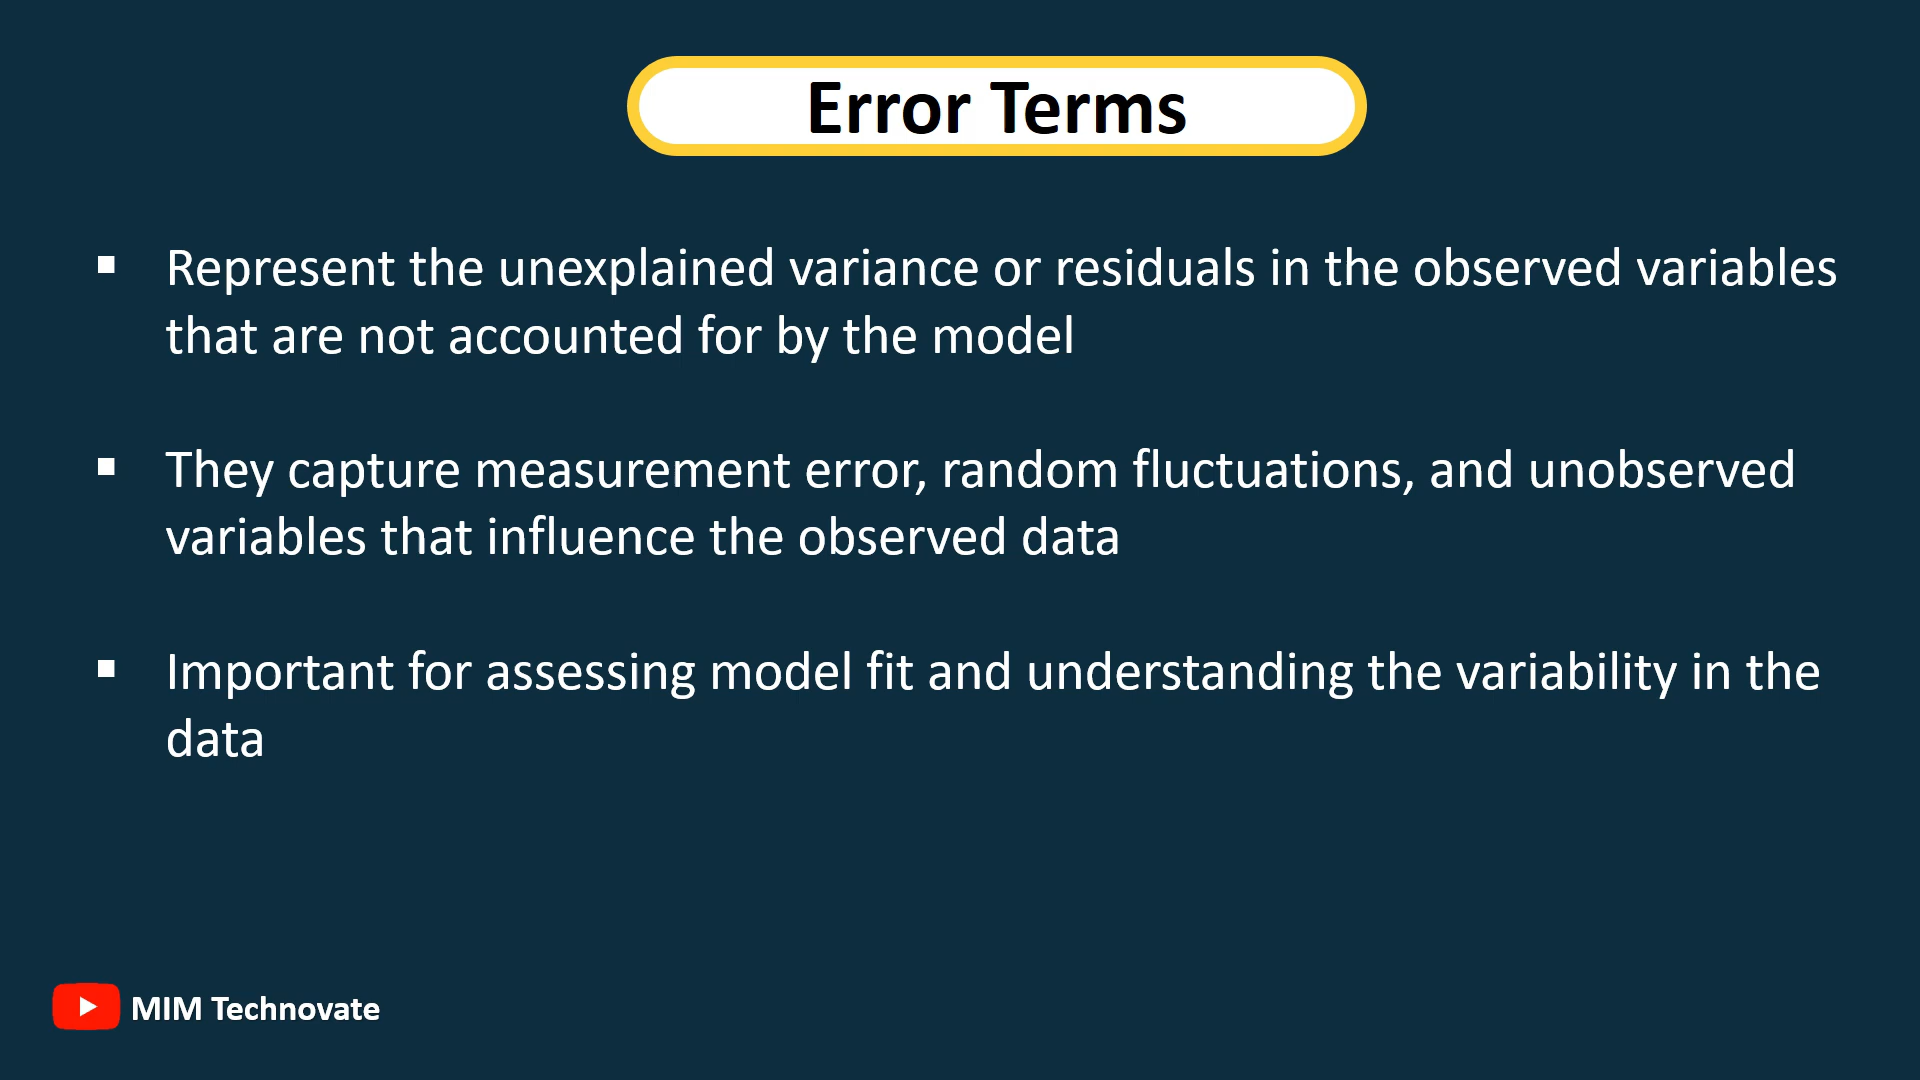 Error Terms
▪ Represent the unexplained variance or residuals in the observed variables
that are not accounted for by the model
▪ They capture measurement error, random fluctuations, and unobserved
variables that influence the observed data
▪ Important for assessing model fit and understanding the variability in the
data
MIM Technovate